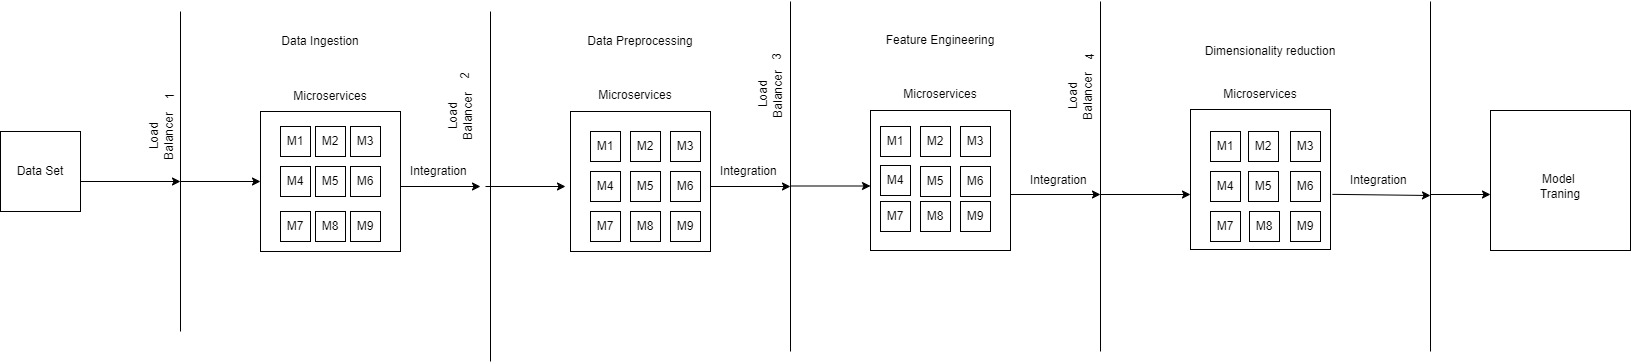 Data Set
Load
Balancer 1
Data Ingestion
Microservices
M1 M2 M3
M4 M5 M6
M7 M8 M9
Integration
Load
Balancer 2
Data Preprocessing
Microservices
M1 M2 M3
M4 M5 M6
M7 M8 M9
Integration
Load
Balancer 3
Feature Engineering
Microservices
M1 M2 M3
M4 M5 M6
M7 M8 M9
Integration
Load
Balancer 4
Dimensionality reduction
Microservices
M1 M2 M3
M4 M5 M6
M7 M8 M9
Integration
Model
Traning